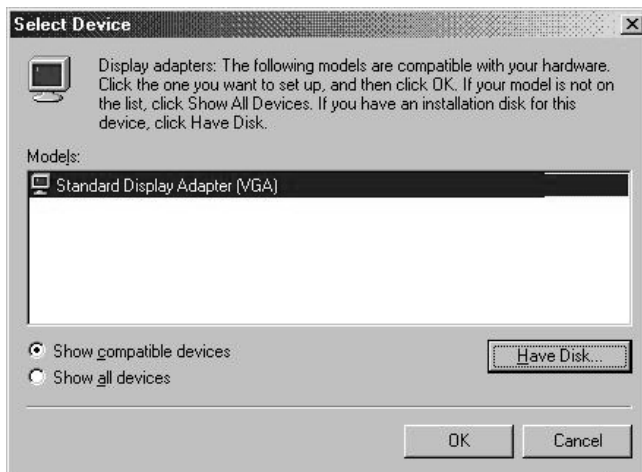 Select Device
Display adapters: The following models are compatible with your hardware.
Click the one you want to set up, and then click OK. If your model is not on
the list, click Show All Devices. If you have an installation disk for this
device, click Have Disk.
Models:
Standard Display Adapter (VGA)
Show compatible devices
Have Disk...
Show all devices
OK
Cancel